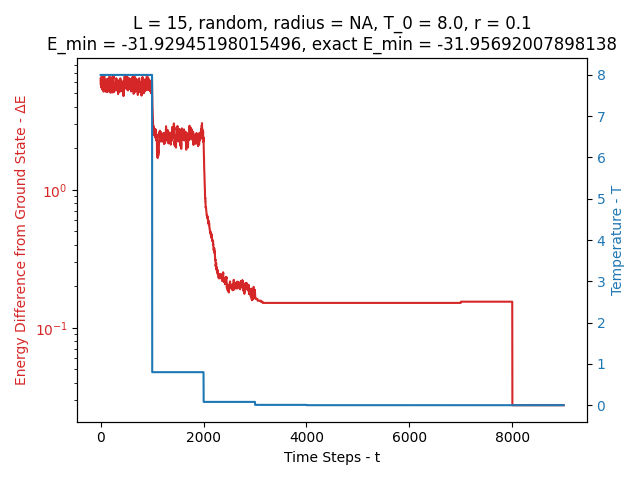 L = 15, random, radius = NA, T_0 = 8.0, r = 0.1
E_min = -31.92945198015496, exact E_min = -31.95692007898138
Energy Difference from Ground State - ΔE
10⁰
10⁻¹
8
7
6
5
4
3
2
1
0
Temperature - T
0 2000 4000 6000 8000
Time Steps - t